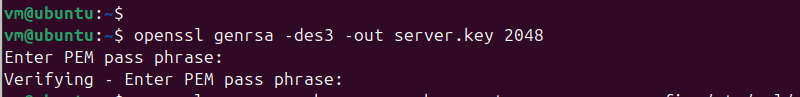 vm@ubuntu:~$
vm@ubuntu:~$ openssl genrsa -des3 -out server.key 2048
Enter PEM pass phrase:
Verifying - Enter PEM pass phrase: